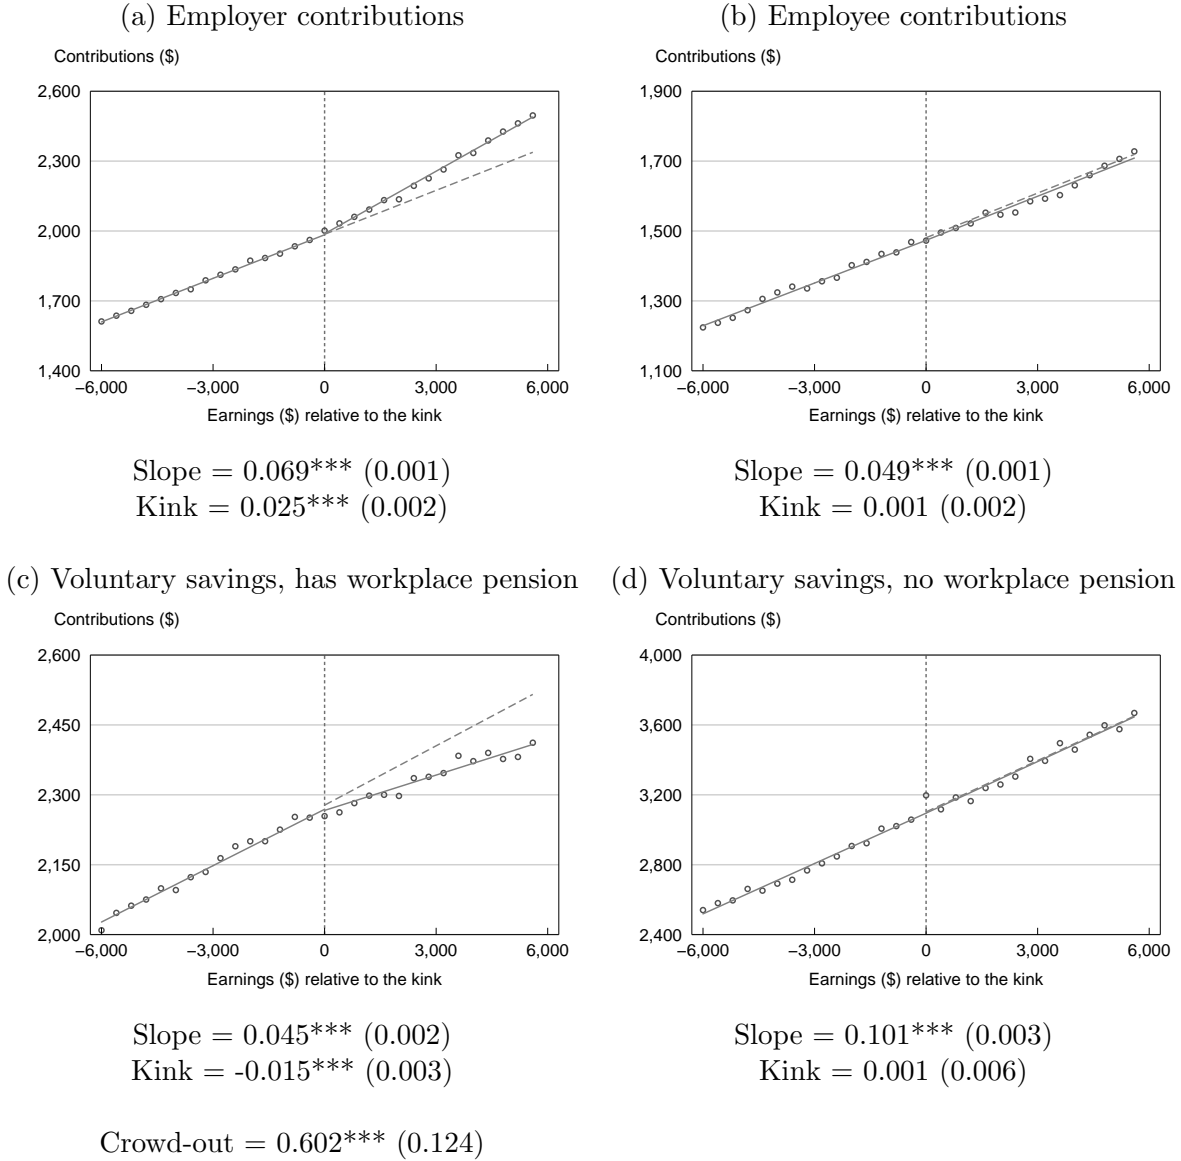 (a) Employer contributions
Contributions ($)
2,600
2,300
2,000
1,700
1,400
−6,000 −3,000 0 3,000 6,000
Earnings ($) relative to the kink
Slope = 0.069*** (0.001)
Kink = 0.025*** (0.002)
(b) Employee contributions
Contributions ($)
1,900
1,700
1,500
1,300
1,100
−6,000 −3,000 0 3,000 6,000
Earnings ($) relative to the kink
Slope = 0.049*** (0.001)
Kink = 0.001 (0.002)
(c) Voluntary savings, has workplace pension
Contributions ($)
2,600
2,450
2,300
2,150
2,000
−6,000 −3,000 0 3,000 6,000
Earnings ($) relative to the kink
Slope = 0.045*** (0.002)
Kink = -0.015*** (0.003)
Crowd-out = 0.602*** (0.124)
(d) Voluntary savings, no workplace pension
Contributions ($)
4,000
3,600
3,200
2,800
2,400
−6,000 −3,000 0 3,000 6,000
Earnings ($) relative to the kink
Slope = 0.101*** (0.003)
Kink = 0.001 (0.006)